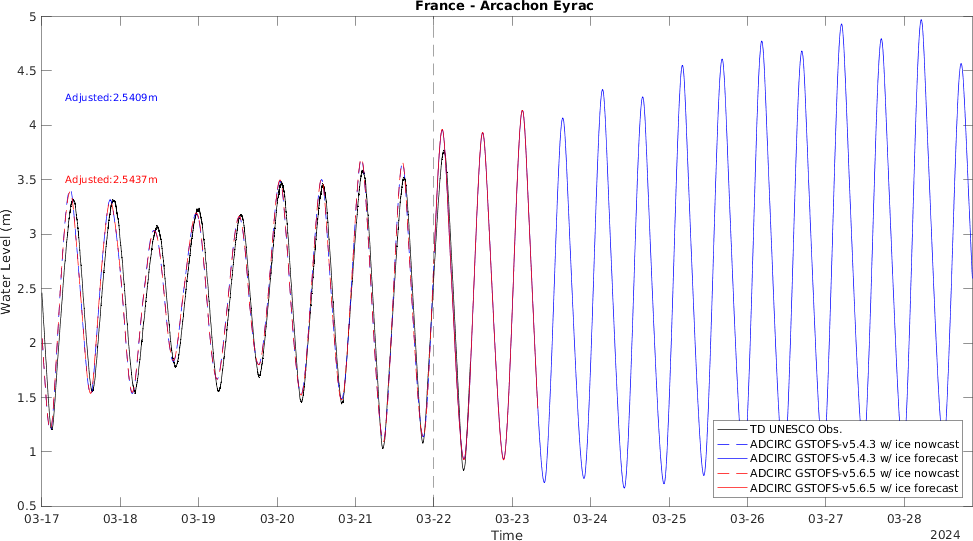 France - Arcachon Eyrac
5
4.5
4
3.5
3
2.5
2
1.5
1
0.5
Water Level (m)
Adjusted:2.5409m
Adjusted:2.5437m
TD UNESCO Obs.
ADCIRC GSTOFS-v5.4.3 w/ ice nowcast
ADCIRC GSTOFS-v5.4.3 w/ ice forecast
ADCIRC GSTOFS-v5.6.5 w/ ice nowcast
ADCIRC GSTOFS-v5.6.5 w/ ice forecast
03-17 03-18 03-19 03-20 03-21 03-22 03-23 03-24 03-25 03-26 03-27 03-28
Time
2024